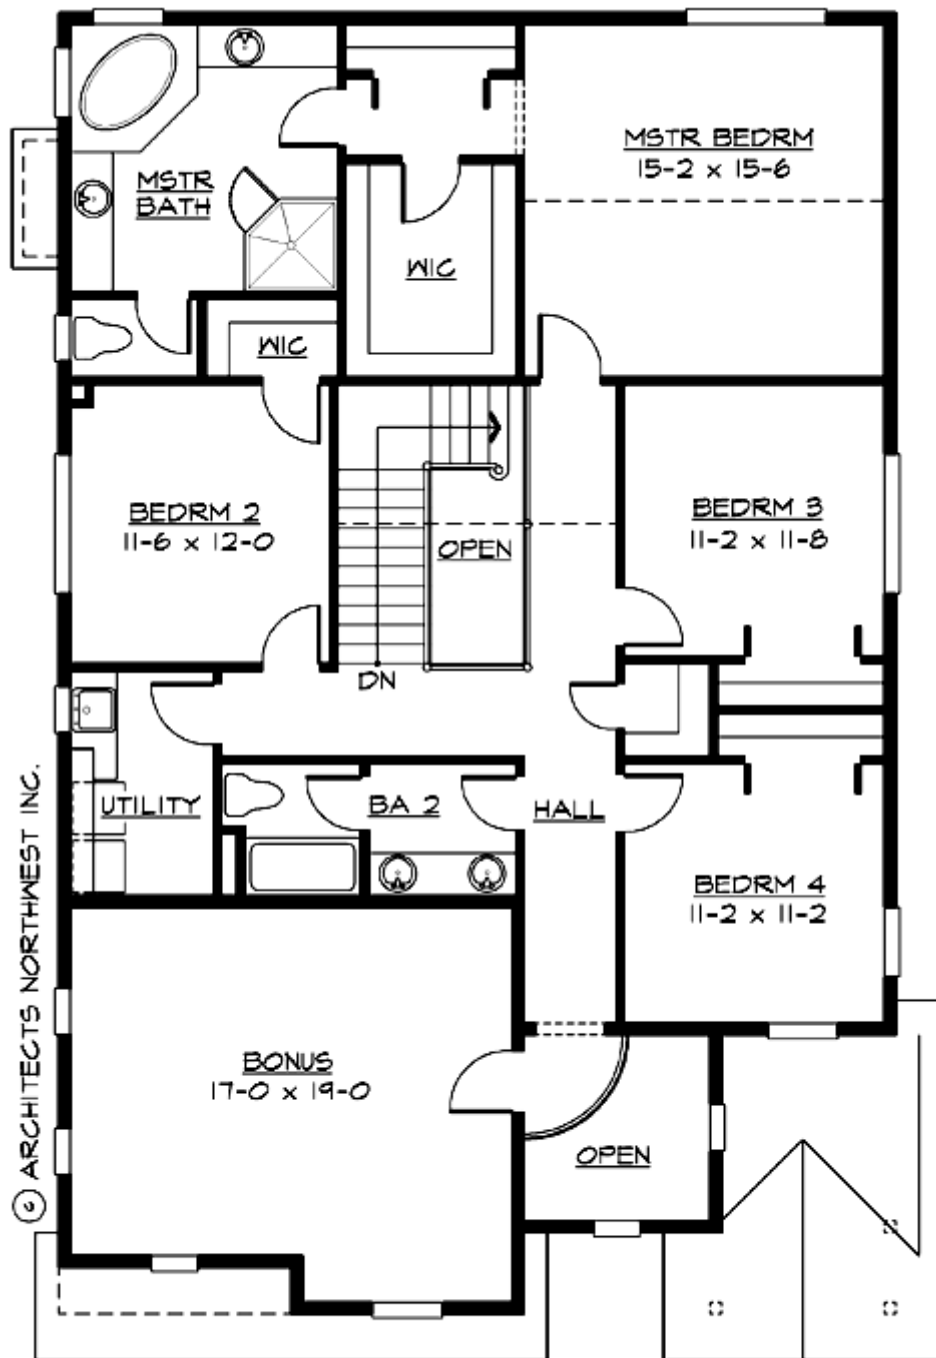 MSTR BEDRM
15-2 x 15-6
MSTR
BATH
WIC
WIC
BEDRM 2
11-6 x 12-0
BEDRM 3
11-2 x 11-8
OPEN
DN
UTILITY
BA 2
HALL
BEDRM 4
11-2 x 11-2
BONUS
17-0 x 19-0
OPEN
© ARCHITECTS NORTHWEST INC.